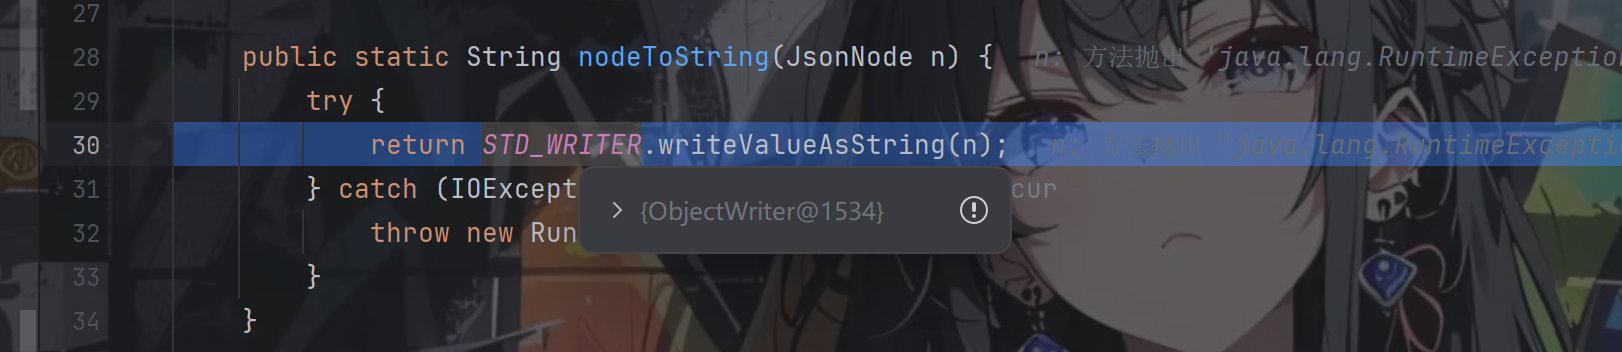 27
28 public static String nodeToString(JsonNode n) { n: 方法抛出 'java.lang.RuntimeException
29 try {
30 return STD_WRITER.writeValueAsString(n); n: 方法抛出 'java.lang.RuntimeExceptio
31 } catch (IOExcept cur
{ObjectWriter@1534}
32 throw new Run
33 }
34 }